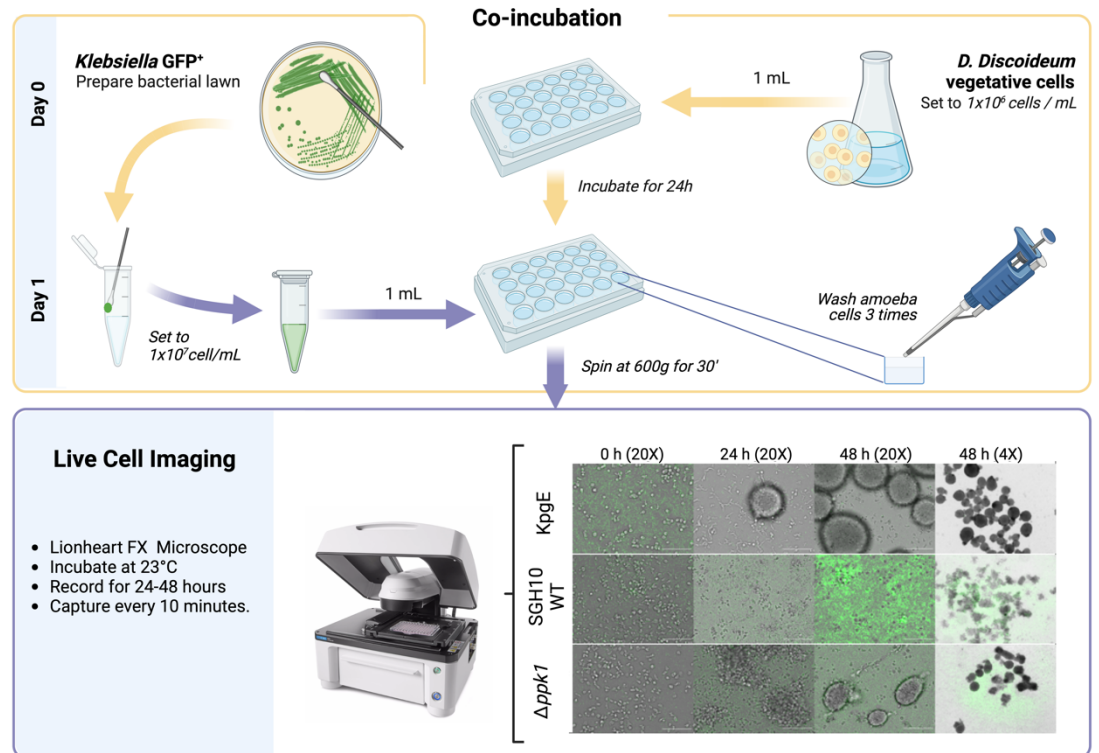 Co-incubation
Day 0
Klebsiella GFP⁺
Prepare bacterial lawn
1 mL
D. Discoideum
vegetative cells
Set to 1x10⁶ cells / mL
Incubate for 24h
Day 1
Set to
1x10⁷cell/mL
1 mL
Wash amoeba
cells 3 times
Spin at 600g for 30'
Live Cell Imaging
• Lionheart FX Microscope
• Incubate at 23°C
• Record for 24-48 hours
• Capture every 10 minutes.
0 h (20X) 24 h (20X) 48 h (20X) 48 h (4X)
KpgE
SGH10
WT
Δppk1